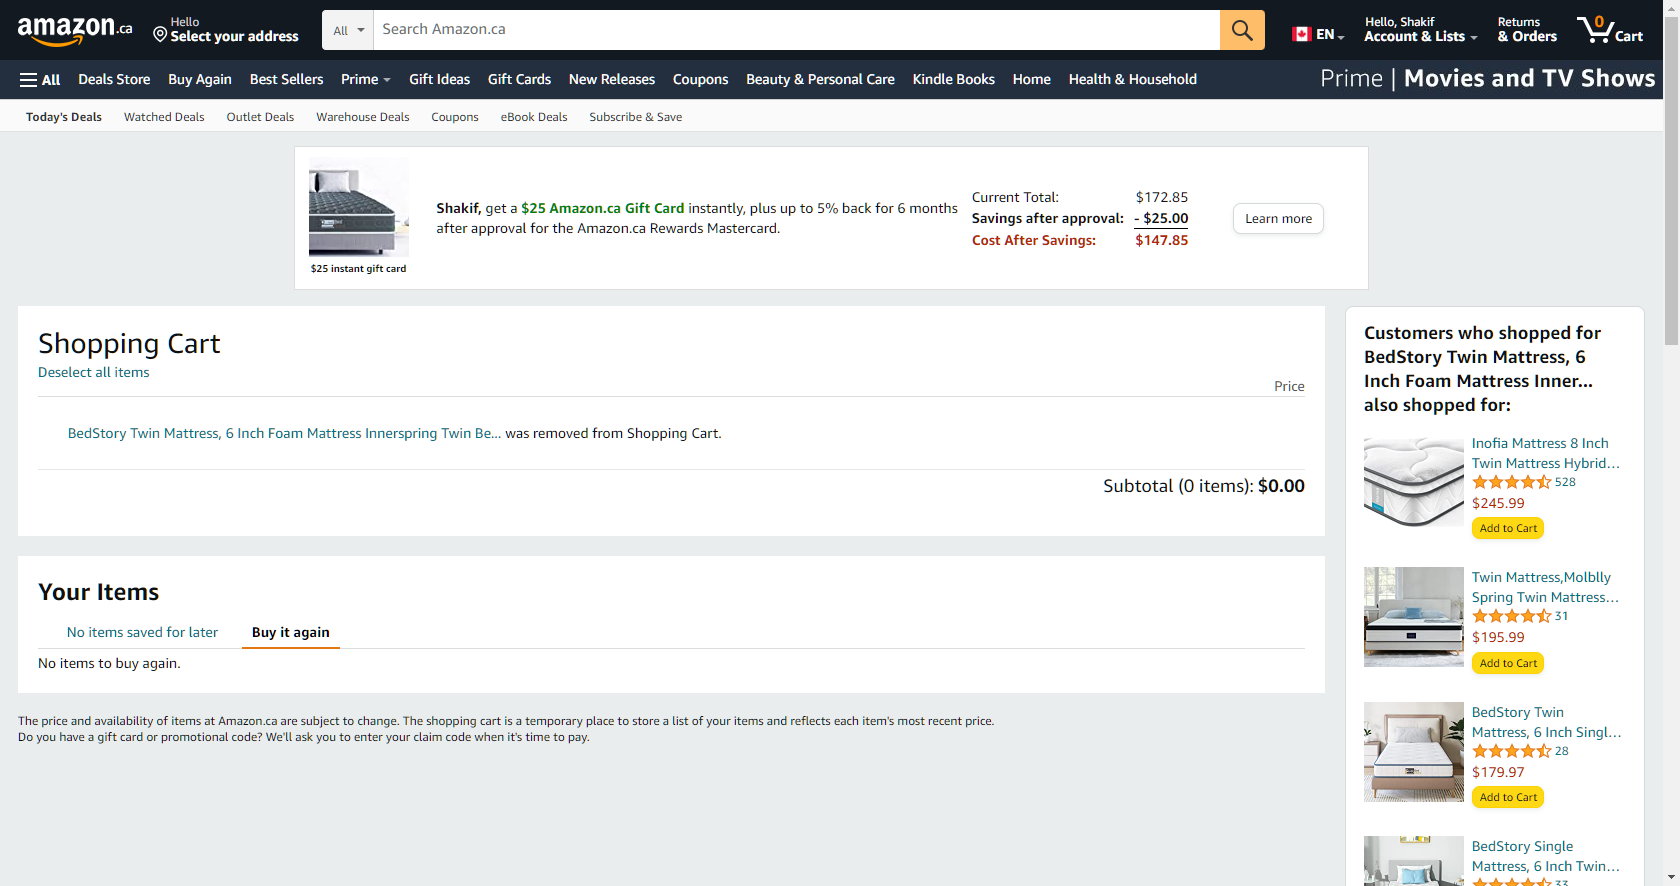 amazon.ca
Hello
Select your address
All
Search Amazon.ca
EN
Hello, Shakif
Account & Lists
Returns
& Orders
0
Cart
All
Deals Store
Buy Again
Best Sellers
Prime
Gift Ideas
Gift Cards
New Releases
Coupons
Beauty & Personal Care
Kindle Books
Home
Health & Household
Prime | Movies and TV Shows
Today's Deals
Watched Deals
Outlet Deals
Warehouse Deals
Coupons
eBook Deals
Subscribe & Save
$25 instant gift card
Shakif, get a $25 Amazon.ca Gift Card instantly, plus up to 5% back for 6 months
after approval for the Amazon.ca Rewards Mastercard.
Current Total: $172.85
Savings after approval: - $25.00
Cost After Savings: $147.85
Learn more
Shopping Cart
Deselect all items
Price
BedStory Twin Mattress, 6 Inch Foam Mattress Innerspring Twin Be... was removed from Shopping Cart.
Subtotal (0 items): $0.00
Your Items
No items saved for later
Buy it again
No items to buy again.
The price and availability of items at Amazon.ca are subject to change. The shopping cart is a temporary place to store a list of your items and reflects each item's most recent price.
Do you have a gift card or promotional code? We'll ask you to enter your claim code when it's time to pay.
Customers who shopped for
BedStory Twin Mattress, 6
Inch Foam Mattress Inner...
also shopped for:
Inofia Mattress 8 Inch
Twin Mattress Hybrid...
528
$245.99
Add to Cart
Twin Mattress,Molblly
Spring Twin Mattress...
31
$195.99
Add to Cart
BedStory Twin
Mattress, 6 Inch Singl...
28
$179.97
Add to Cart
BedStory Single
Mattress, 6 Inch Twin...
33